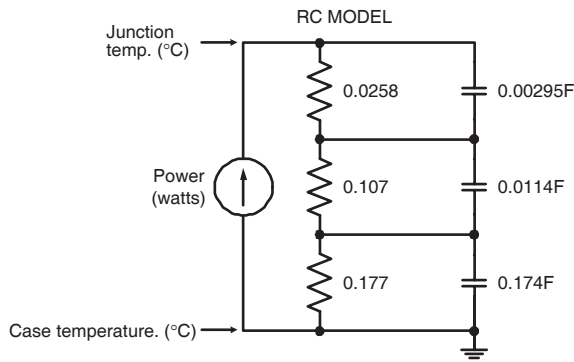 RC MODEL
Junction
temp. (°C)
0.0258
0.00295F
Power
(watts)
0.107
0.0114F
0.177
0.174F
Case temperature. (°C)